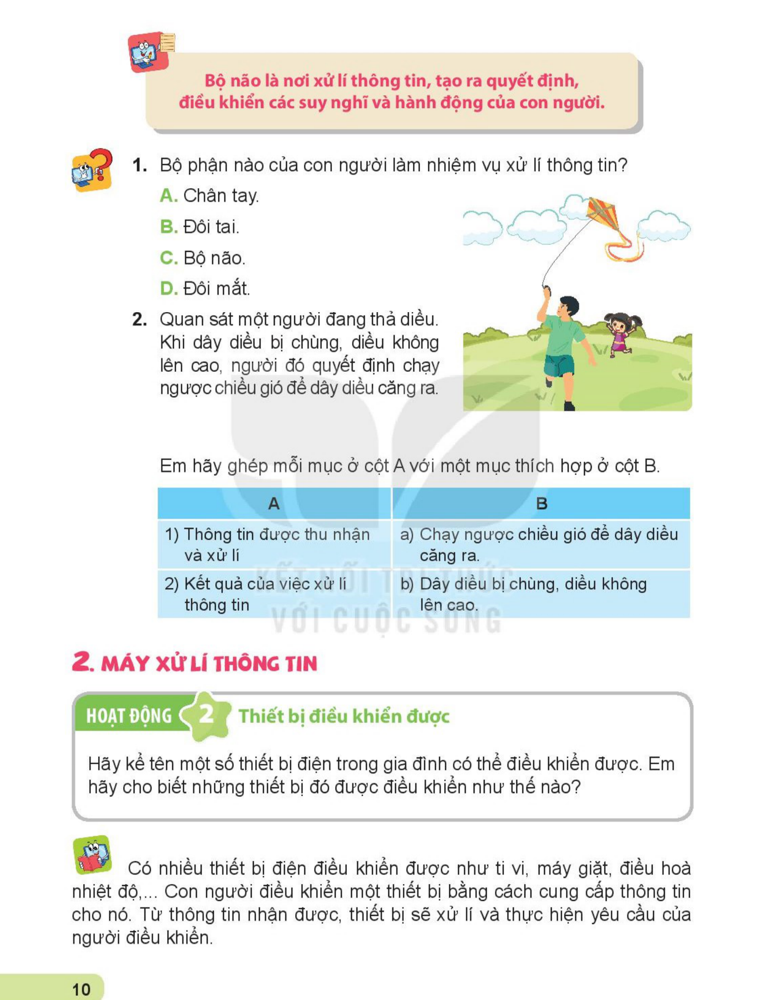 Bộ não là nơi xử lí thông tin, tạo ra quyết định,
điều khiển các suy nghĩ và hành động của con người.
1. Bộ phận nào của con người làm nhiệm vụ xử lí thông tin?
A. Chân tay.
B. Đôi tai.
C. Bộ não.
D. Đôi mắt.
2. Quan sát một người đang thả diều.
Khi dây diều bị chùng, diều không
lên cao, người đó quyết định chạy
ngược chiều gió để dây diều căng ra.
Em hãy ghép mỗi mục ở cột A với một mục thích hợp ở cột B.
A
B
1) Thông tin được thu nhận
và xử lí
a) Chạy ngược chiều gió để dây diều
căng ra.
2) Kết quả của việc xử lí
thông tin
b) Dây diều bị chùng, diều không
lên cao.
KẾT NỐI TRI THỨC
VỚI CUỘC SỐNG
2. MÁY XỬ LÍ THÔNG TIN
HOẠT ĐỘNG 2 Thiết bị điều khiển được
Hãy kể tên một số thiết bị điện trong gia đình có thể điều khiển được. Em
hãy cho biết những thiết bị đó được điều khiển như thế nào?
Có nhiều thiết bị điện điều khiển được như ti vi, máy giặt, điều hoà
nhiệt độ,... Con người điều khiển một thiết bị bằng cách cung cấp thông tin
cho nó. Từ thông tin nhận được, thiết bị sẽ xử lí và thực hiện yêu cầu của
người điều khiển.
10